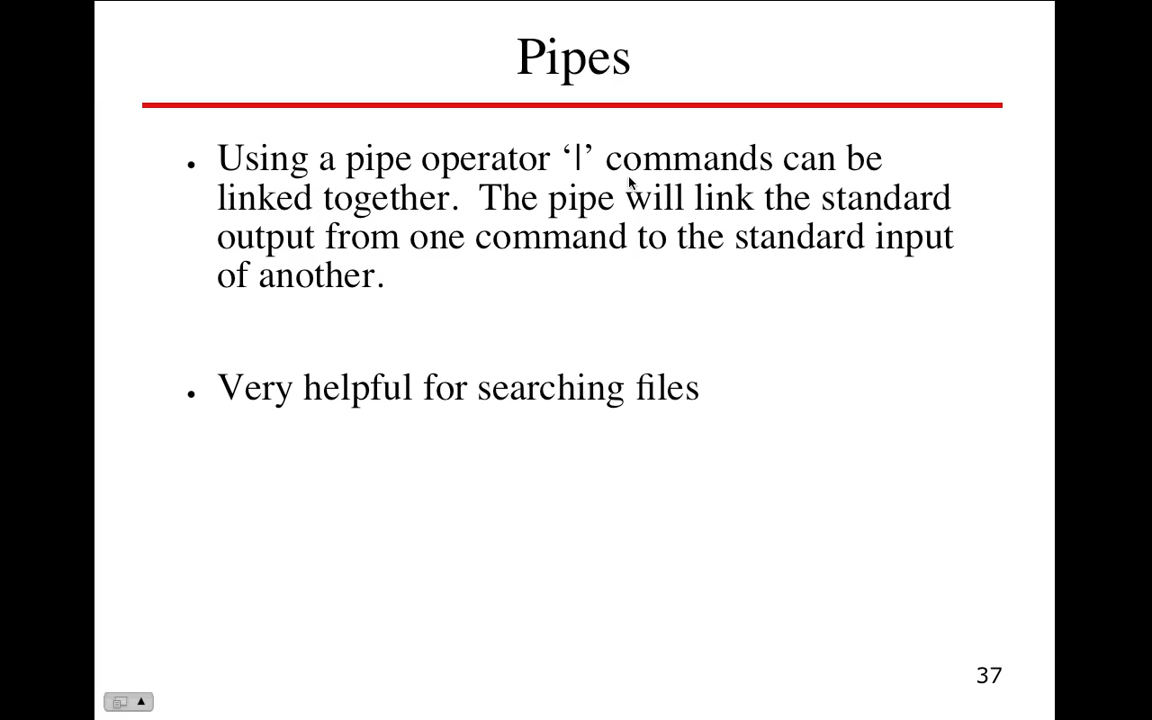 Pipes
• Using a pipe operator ‘|’ commands can be
linked together.  The pipe will link the standard
output from one command to the standard input
of another.
• Very helpful for searching files
37